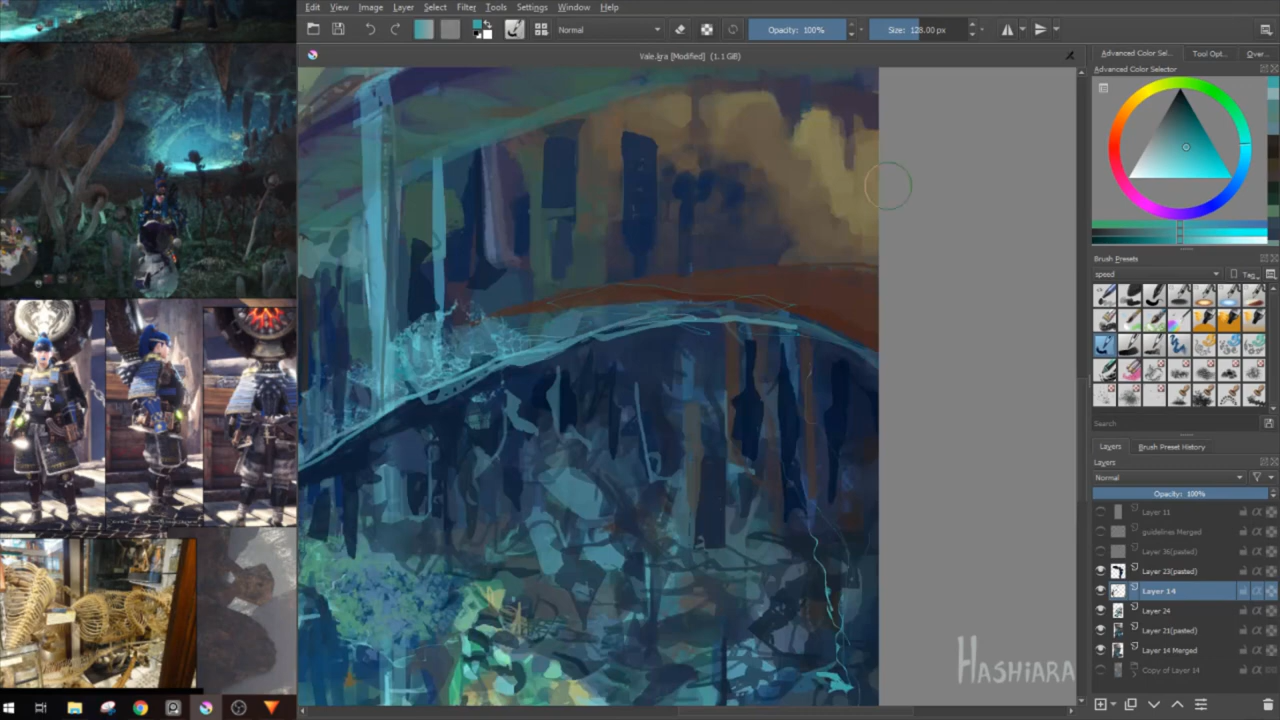 Edit View Image Layer Select Filter Tools Settings Window Help
Normal
Opacity: 100%
Size: 128.00 px
Vale.kra [Modified] (1.1 GiB)
Advanced Color Sel...
Tool Opt...
Over...
Advanced Color Selector
Brush Presets
speed
Tag
Search
Layers
Brush Preset History
Layers
Normal
Opacity: 100%
Layer 11
guidelines Merged
Layer 36(pasted)
Layer 23(pasted)
Layer 14
Layer 24
Layer 21(pasted)
Layer 14 Merged
Copy of Layer 14
HASHIARA